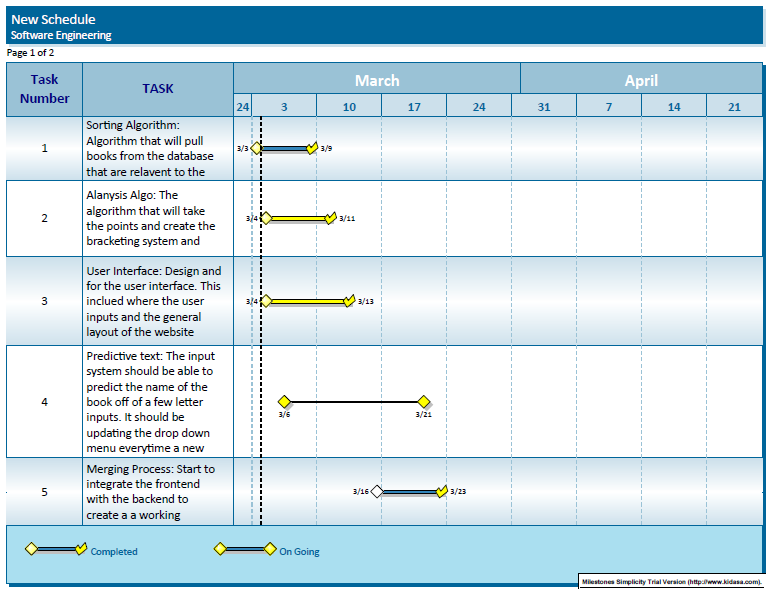 New Schedule
Software Engineering
Page 1 of 2
Task
Number
TASK
March
April
24
3
10
17
24
31
7
14
21
1
Sorting Algorithm:
Algorithm that will pull
books from the database
that are relavent to the
3/3
3/9
2
Alanysis Algo: The
algorithm that will take
the points and create the
bracketing system and
3/4
3/11
3
User Interface: Design and
for the user interface. This
inclued where the user
inputs and the general
layout of the website
3/4
3/13
4
Predictive text: The input
system should be able to
predict the name of the
book off of a few letter
inputs. It should be
updating the drop down
menu everytime a new
3/6
3/21
5
Merging Process: Start to
integrate the frontend
with the backend to
create a a working
3/16
3/23
Completed
On Going
Milestones Simplicity Trial Version (http://www.kidasa.com).